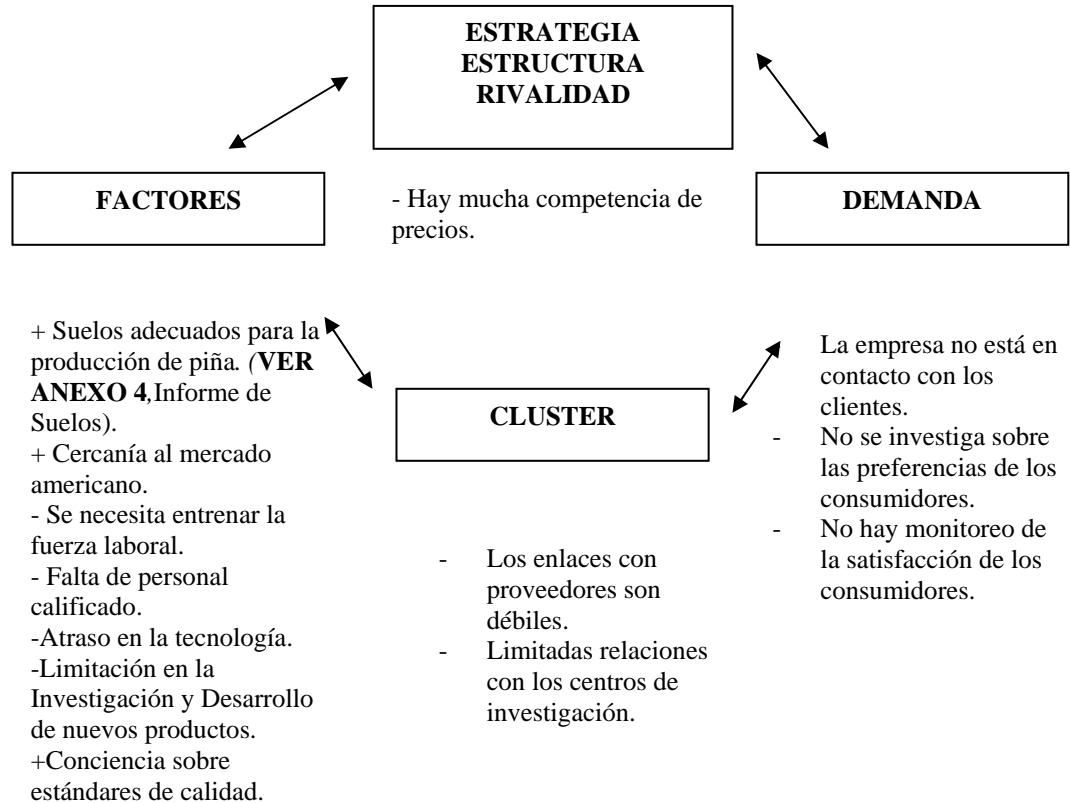 ESTRATEGIA
ESTRUCTURA
RIVALIDAD
FACTORES
- Hay mucha competencia de
precios.
DEMANDA
+ Suelos adecuados para la
producción de piña. (VER
ANEXO 4,Informe de
Suelos).
+ Cercanía al mercado
americano.
- Se necesita entrenar la
fuerza laboral.
- Falta de personal
calificado.
-Atraso en la tecnología.
-Limitación en la
Investigación y Desarrollo
de nuevos productos.
+Conciencia sobre
estándares de calidad.
CLUSTER
- Los enlaces con
proveedores son
débiles.
- Limitadas relaciones
con los centros de
investigación.
La empresa no está en
contacto con los
clientes.
- No se investiga sobre
las preferencias de los
consumidores.
- No hay monitoreo de
la satisfacción de los
consumidores.